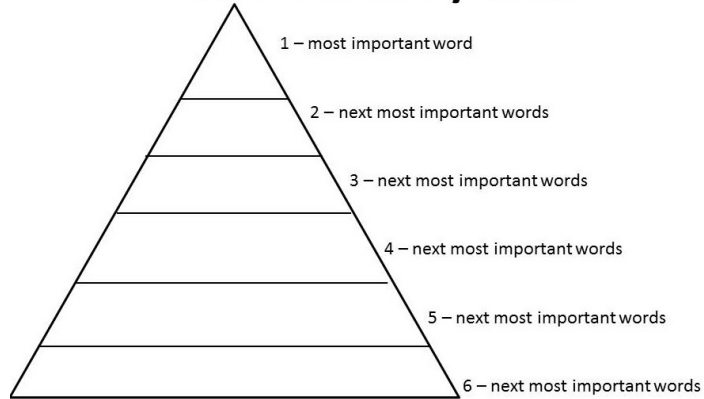 1 – most important word
2 – next most important words
3 – next most important words
4 – next most important words
5 – next most important words
6 – next most important words